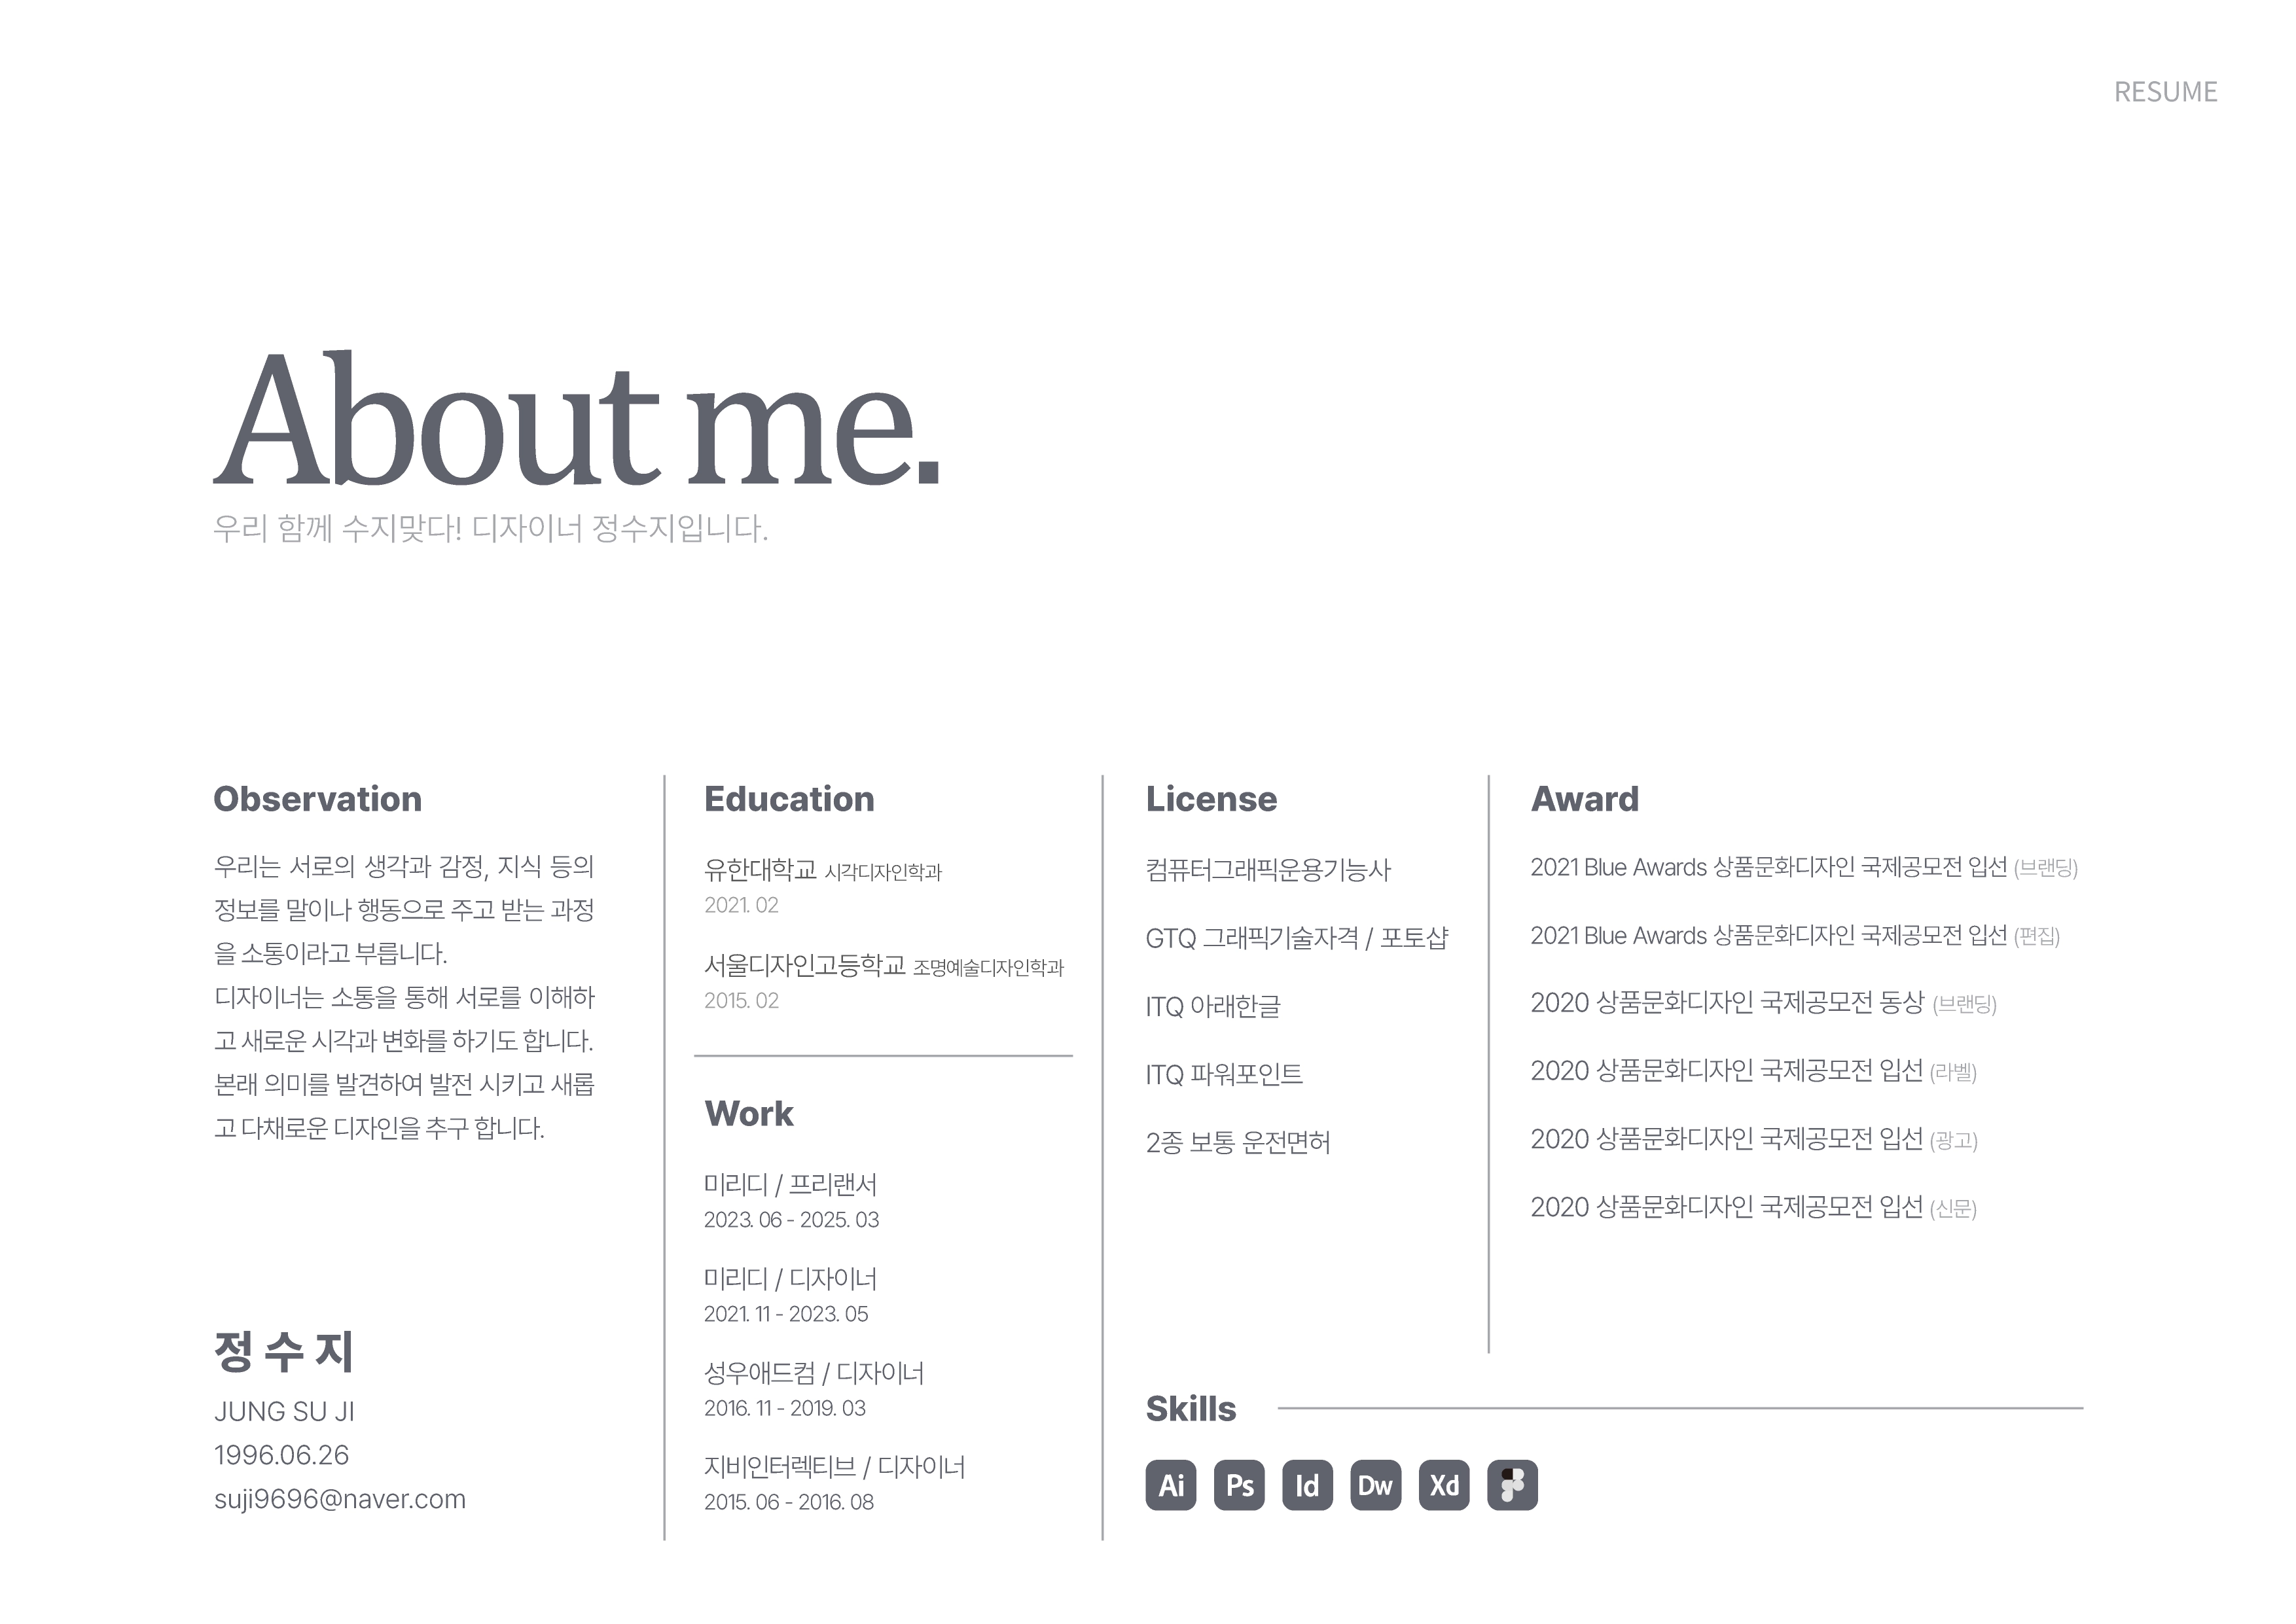 RESUME
About me.
우리 함께 수지맞다! 디자이너 정수지입니다.
Observation
우리는 서로의 생각과 감정, 지식 등의
정보를 말이나 행동으로 주고 받는 과정
을 소통이라고 부릅니다.
디자이너는 소통을 통해 서로를 이해하
고 새로운 시각과 변화를 하기도 합니다.
본래 의미를 발견하여 발전 시키고 새롭
고 다채로운 디자인을 추구 합니다.
정수지
JUNG SU JI
1996.06.26
suji9696@naver.com
Education
유한대학교 시각디자인학과
2021. 02
서울디자인고등학교 조명예술디자인학과
2015. 02
Work
미리디 / 프리랜서
2023. 06 - 2025. 03
미리디 / 디자이너
2021. 11 - 2023. 05
성우애드컴 / 디자이너
2016. 11 - 2019. 03
지비인터렉티브 / 디자이너
2015. 06 - 2016. 08
License
컴퓨터그래픽운용기능사
GTQ 그래픽기술자격 / 포토샵
ITQ 아래한글
ITQ 파워포인트
2종 보통 운전면허
Award
2021 Blue Awards 상품문화디자인 국제공모전 입선 (브랜딩)
2021 Blue Awards 상품문화디자인 국제공모전 입선 (편집)
2020 상품문화디자인 국제공모전 동상 (브랜딩)
2020 상품문화디자인 국제공모전 입선 (라벨)
2020 상품문화디자인 국제공모전 입선 (광고)
2020 상품문화디자인 국제공모전 입선 (신문)
Skills
Ai Ps Id Dw Xd